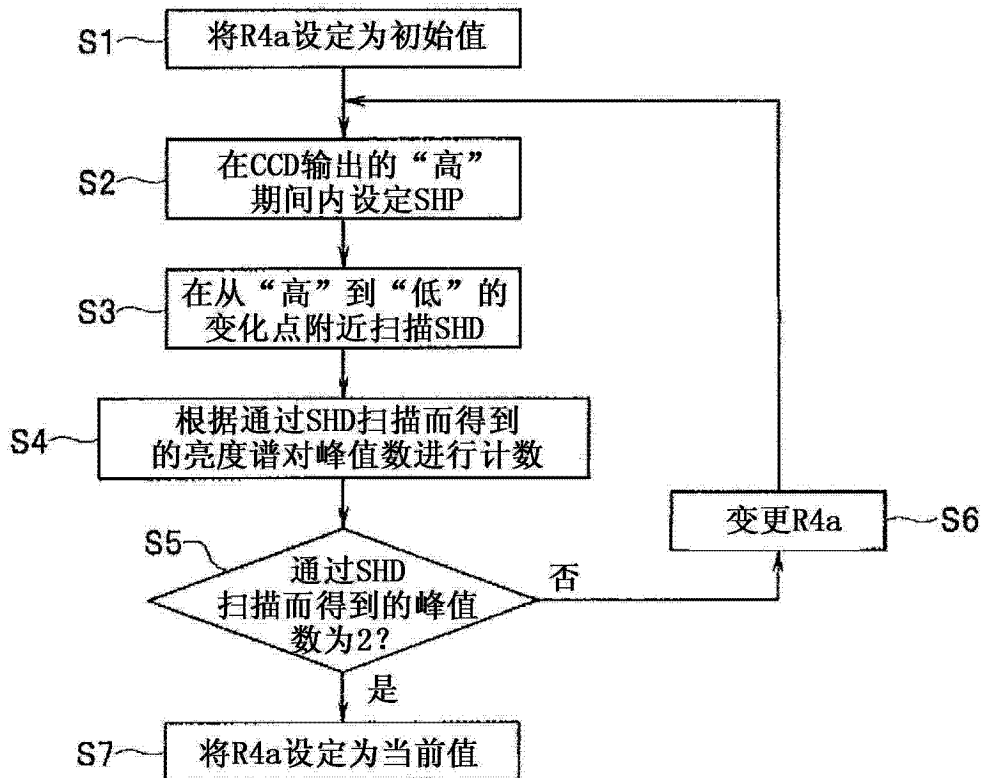 S1
将R4a设定为初始值
S2
在CCD输出的“高”
期间内设定SHP
S3
在从“高”到“低”的
变化点附近扫描SHD
S4
根据通过SHD扫描而得到
的亮度谱对峰值数进行计数
S5
通过SHD
扫描而得到的峰值
数为2?
否
变更R4a
S6
是
S7
将R4a设定为当前值